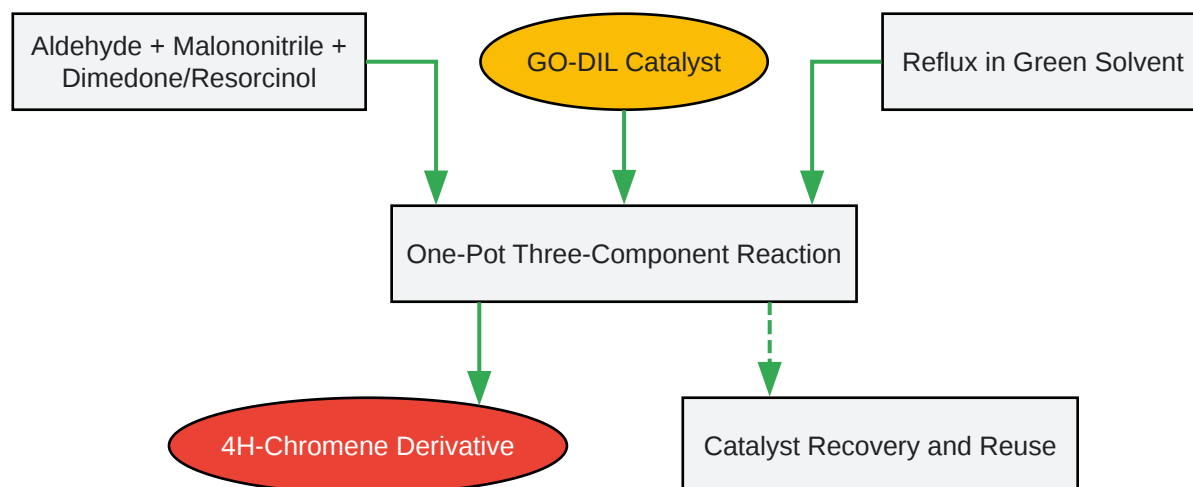 Aldehyde + Malononitrile +
Dimedone/Resorcinol
GO-DIL Catalyst
Reflux in Green Solvent
One-Pot Three-Component Reaction
4H-Chromene Derivative
Catalyst Recovery and Reuse